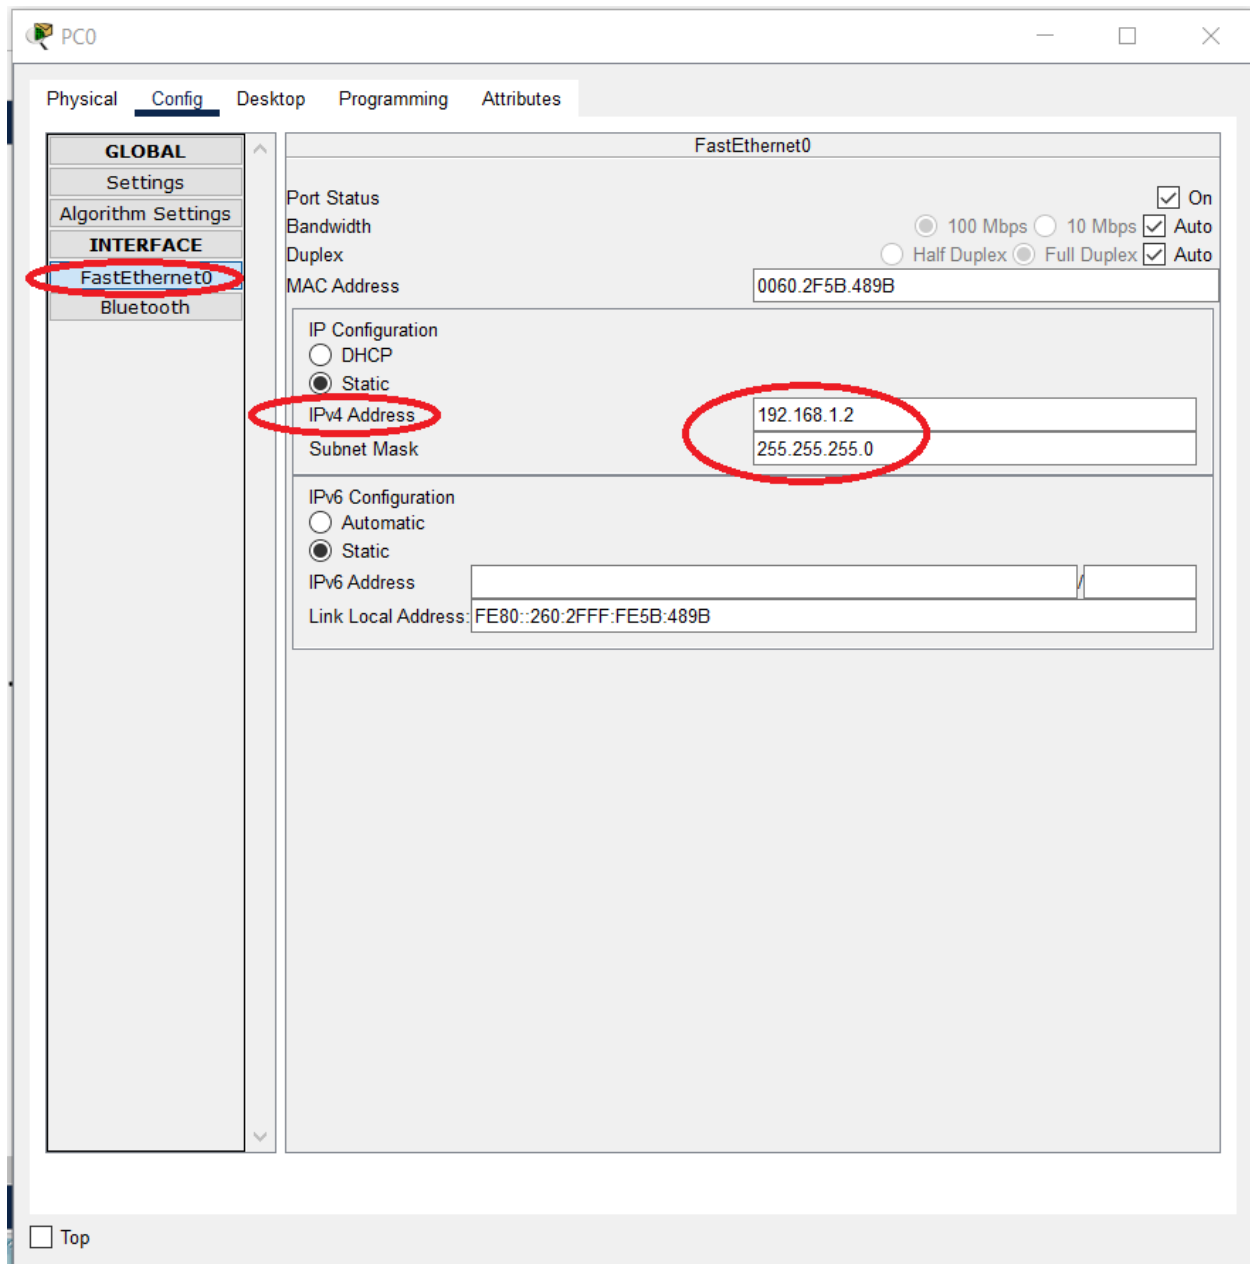 PC0
Physical Config Desktop Programming Attributes
GLOBAL
Settings
Algorithm Settings
INTERFACE
FastEthernet0
Bluetooth
FastEthernet0
Port Status On
Bandwidth 100 Mbps 10 Mbps Auto
Duplex Half Duplex Full Duplex Auto
MAC Address 0060.2F5B.489B
IP Configuration
DHCP
Static
IPv4 Address 192.168.1.2
Subnet Mask 255.255.255.0
IPv6 Configuration
Automatic
Static
IPv6 Address /
Link Local Address: FE80::260:2FFF:FE5B:489B
Top